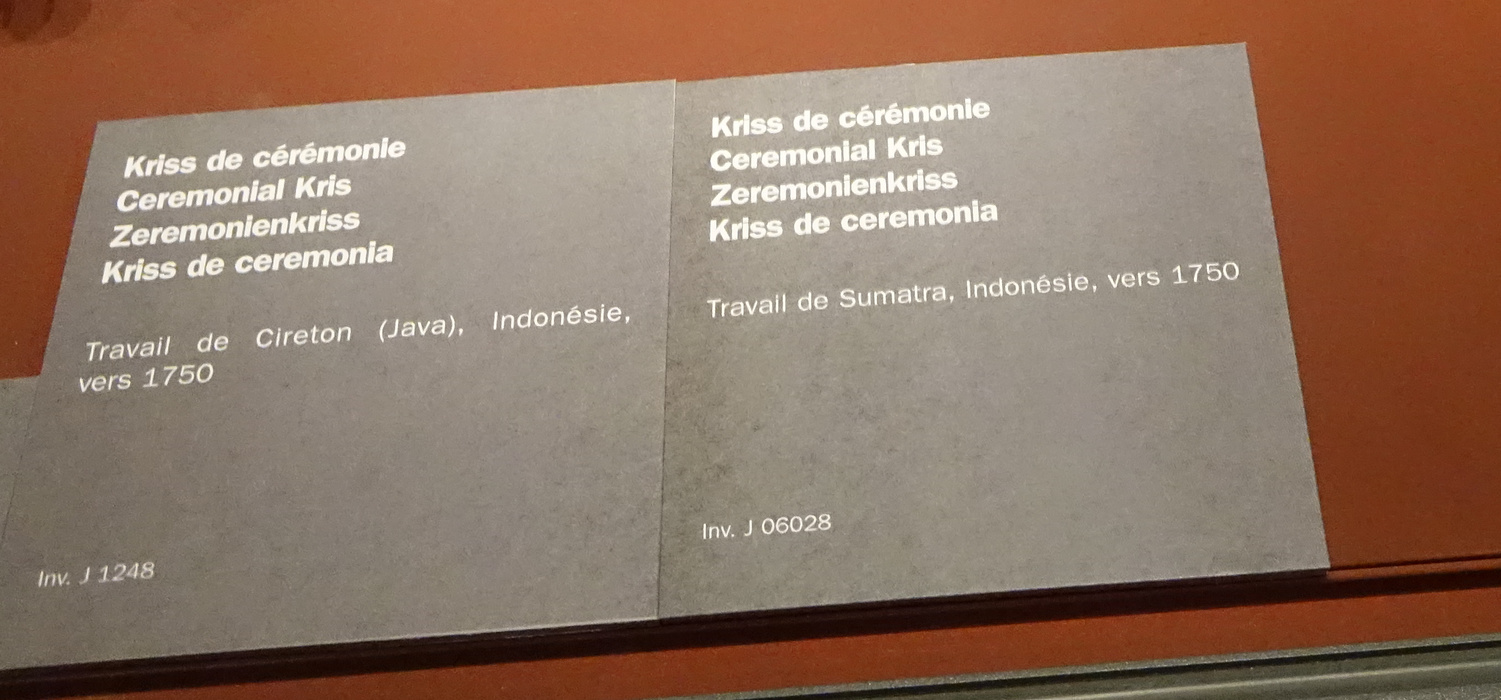 Kriss de cérémonie
Ceremonial Kris
Zeremonienkriss
Kriss de ceremonia
Travail de Cireton (Java), Indonésie,
vers 1750
Inv. J 1248
Kriss de cérémonie
Ceremonial Kris
Zeremonienkriss
Kriss de ceremonia
Travail de Sumatra, Indonésie, vers 1750
Inv. J 06028